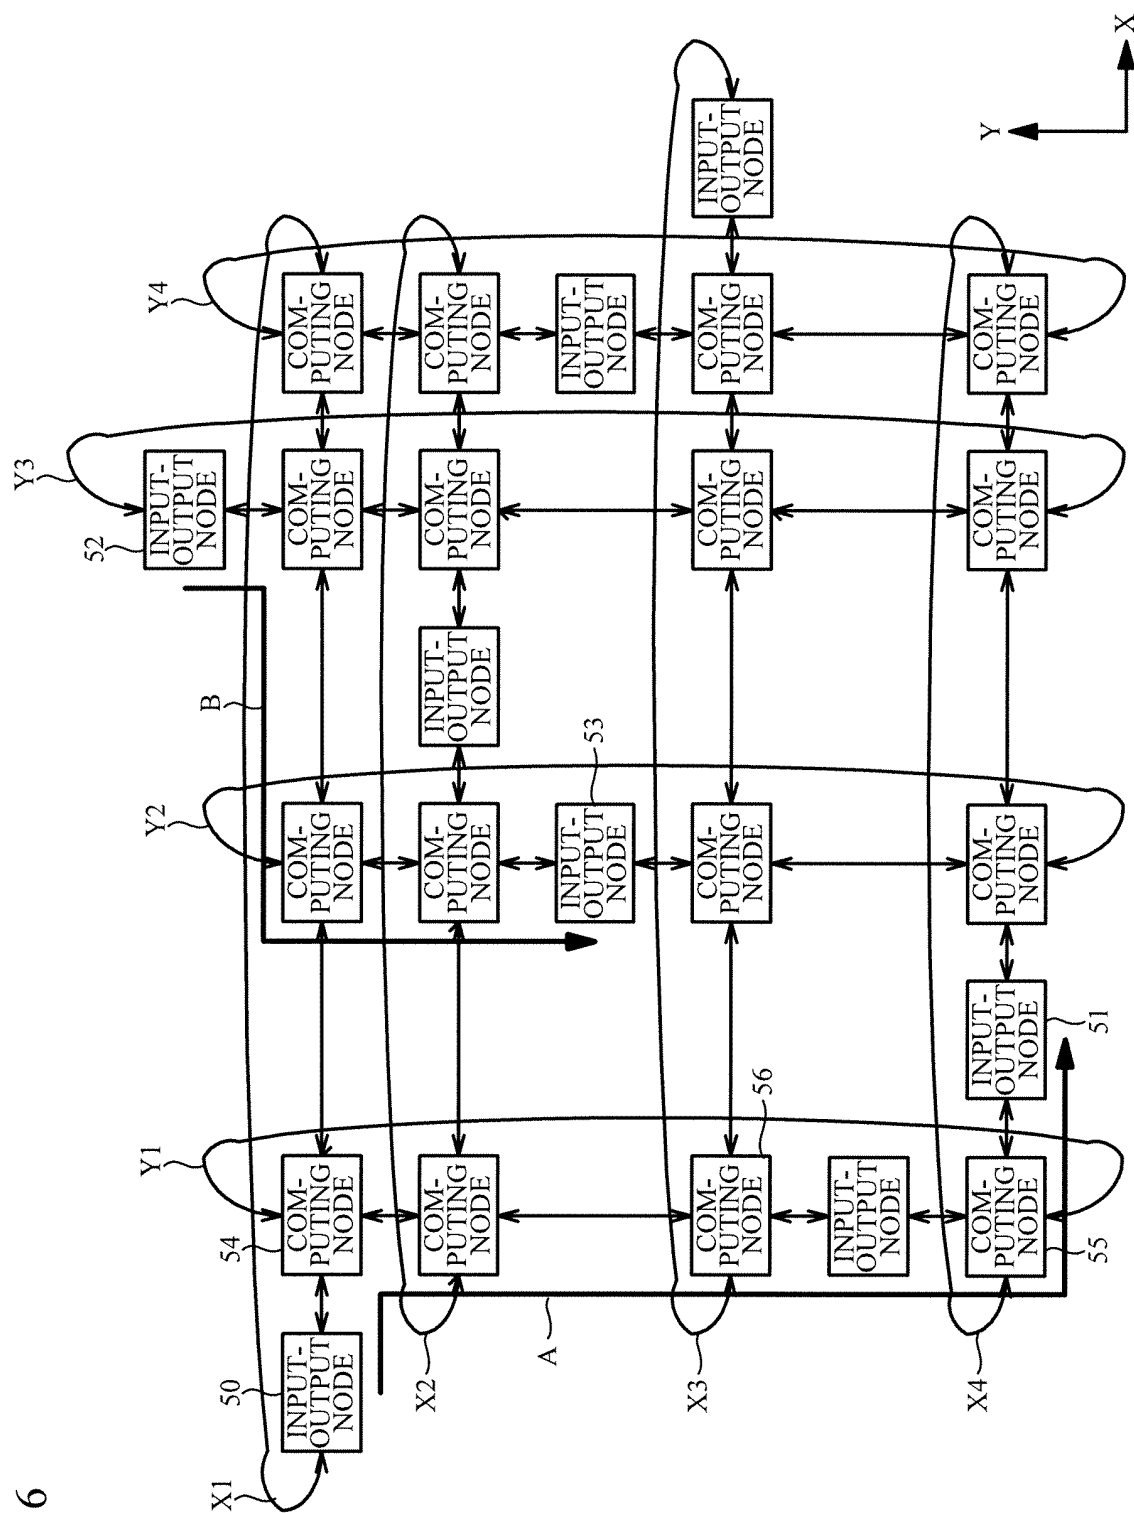 6
X
Y
Y4
Y3
Y2
Y1
52
INPUT-
OUTPUT
NODE
X1
50
INPUT-
OUTPUT
NODE
54
COM-
PUTING
NODE
COM-
PUTING
NODE
COM-
PUTING
NODE
COM-
PUTING
NODE
B
X2
COM-
PUTING
NODE
COM-
PUTING
NODE
INPUT-
OUTPUT
NODE
COM-
PUTING
NODE
COM-
PUTING
NODE
A
53
INPUT-
OUTPUT
NODE
INPUT-
OUTPUT
NODE
X3
COM-
PUTING
NODE
56
COM-
PUTING
NODE
COM-
PUTING
NODE
COM-
PUTING
NODE
INPUT-
OUTPUT
NODE
INPUT-
OUTPUT
NODE
X4
COM-
PUTING
NODE
55
INPUT-
OUTPUT
NODE
51
COM-
PUTING
NODE
COM-
PUTING
NODE
COM-
PUTING
NODE